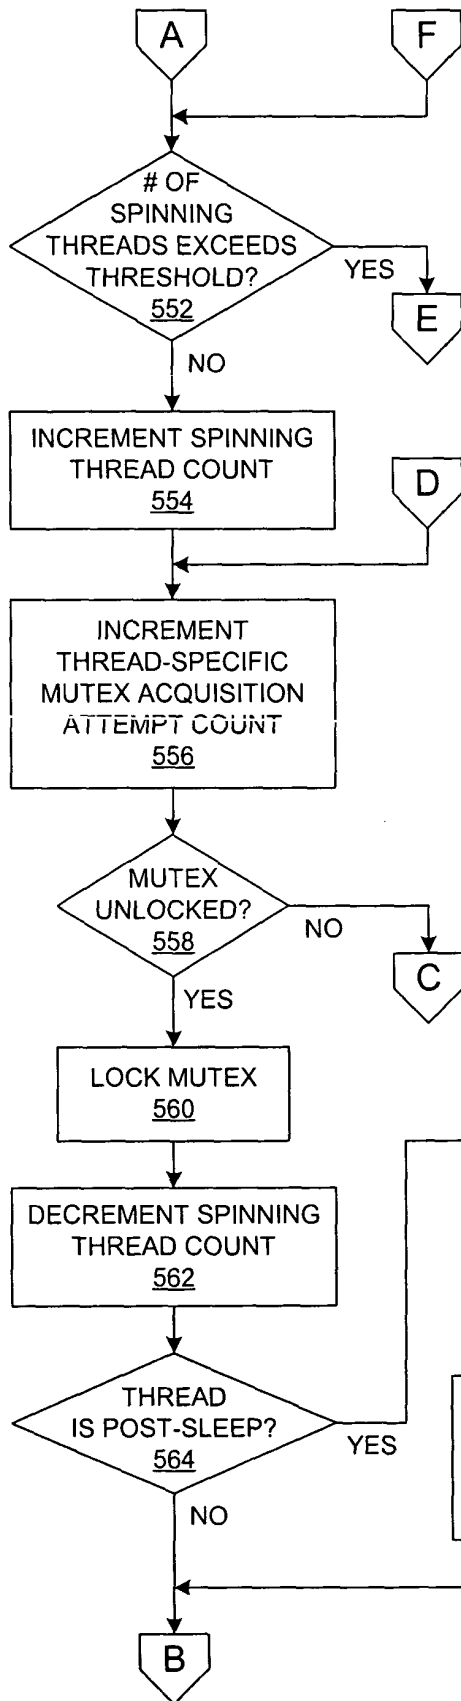 A
F
# OF
SPINNING
THREADS EXCEEDS
THRESHOLD?
552
YES
E
NO
INCREMENT SPINNING
THREAD COUNT
554
D
INCREMENT
THREAD-SPECIFIC
MUTEX ACQUISITION
ATTEMPT COUNT
556
MUTEX
UNLOCKED?
558
NO
C
YES
LOCK MUTEX
560
DECREMENT SPINNING
THREAD COUNT
562
THREAD
IS POST-SLEEP?
564
YES
NO
B